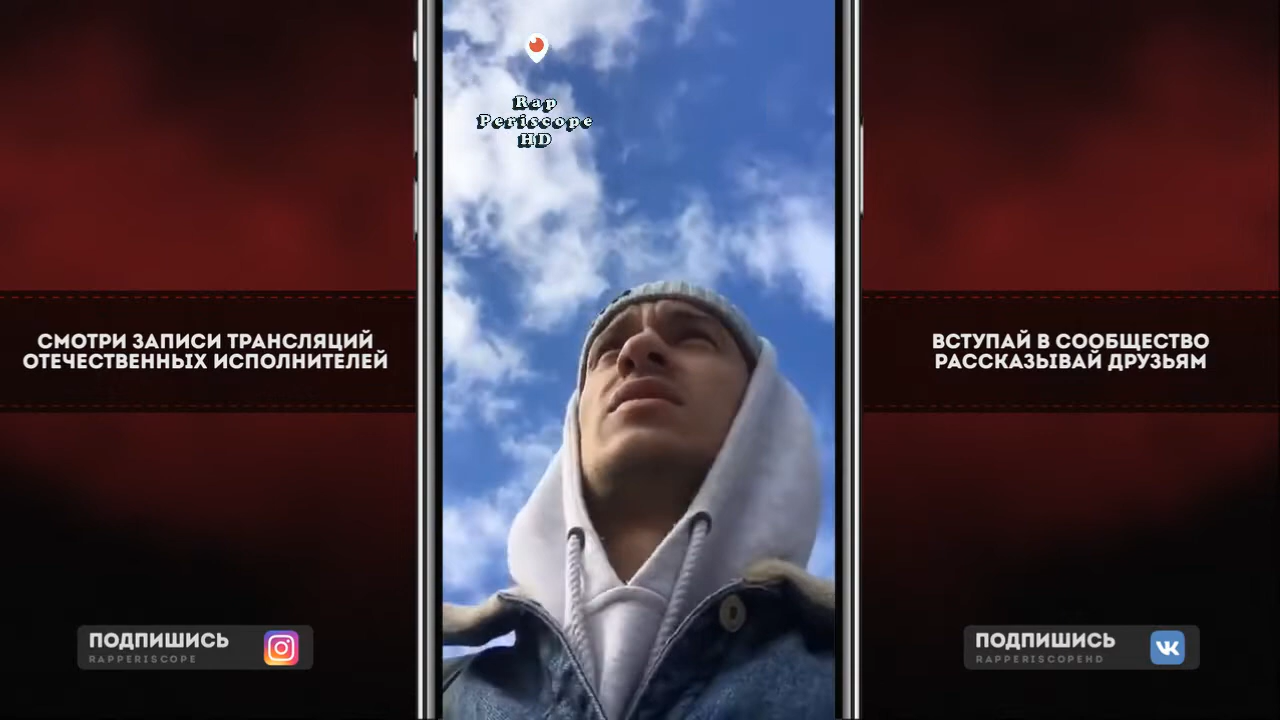 Rap
Periscope
HD
СМОТРИ ЗАПИСИ ТРАНСЛЯЦИЙ
ОТЕЧЕСТВЕННЫХ ИСПОЛНИТЕЛЕЙ
ВСТУПАЙ В СООБЩЕСТВО
РАССКАЗЫВАЙ ДРУЗЬЯМ
ПОДПИШИСЬ
RAPPERISCOPE
ПОДПИШИСЬ
RAPPERISCOPEHD